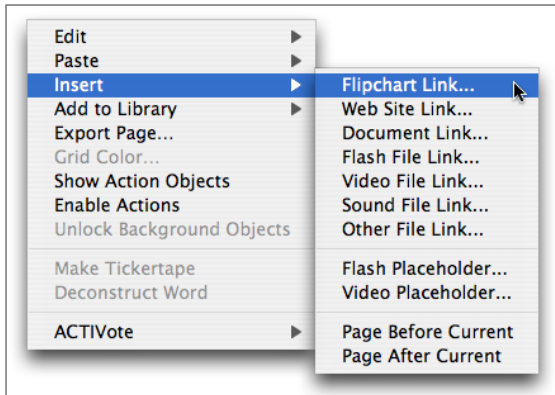 Edit
Paste
Insert
Add to Library
Export Page...
Grid Color...
Show Action Objects
Enable Actions
Unlock Background Objects
Make Tickertape
Deconstruct Word
ACTIVote
Flipchart Link...
Web Site Link...
Document Link...
Flash File Link...
Video File Link...
Sound File Link...
Other File Link...
Flash Placeholder...
Video Placeholder...
Page Before Current
Page After Current